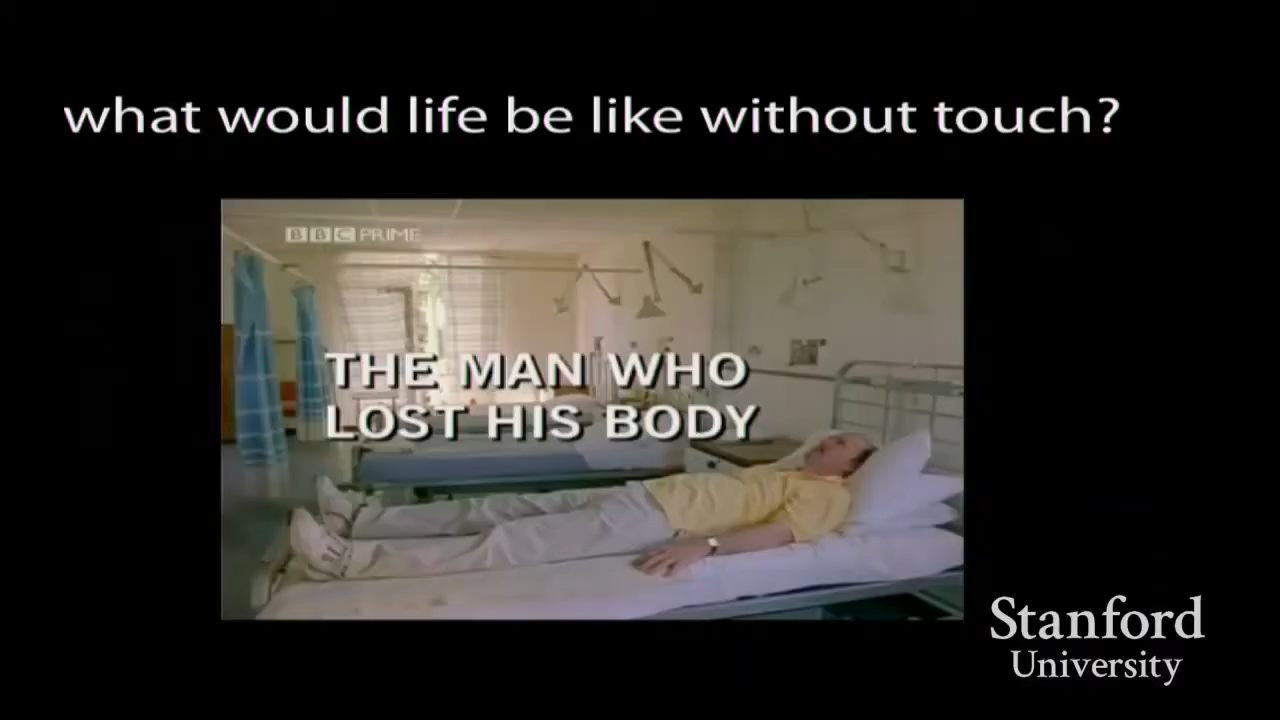 what would life be like without touch?
BBC PRIME
THE MAN WHO
LOST HIS BODY
Stanford
University